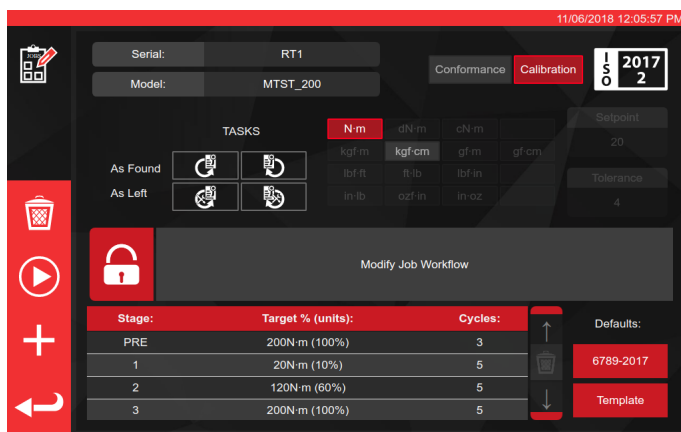 11/06/2018 12:05:57 PM
JOBS
Serial: RT1
Model: MTST_200
Conformance Calibration
ISO 2017 2
TASKS
As Found
As Left
N·m dN·m cN·m
kgf·m kgf·cm gf·m gf·cm
lbf·ft ft·lb lbf·in
in·lb ozf·in in·oz
Setpoint
20
Tolerance
4
Modify Job Workflow
Stage: Target % (units): Cycles:
PRE 200N·m (100%) 3
1 20N·m (10%) 5
2 120N·m (60%) 5
3 200N·m (100%) 5
Defaults:
6789-2017
Template